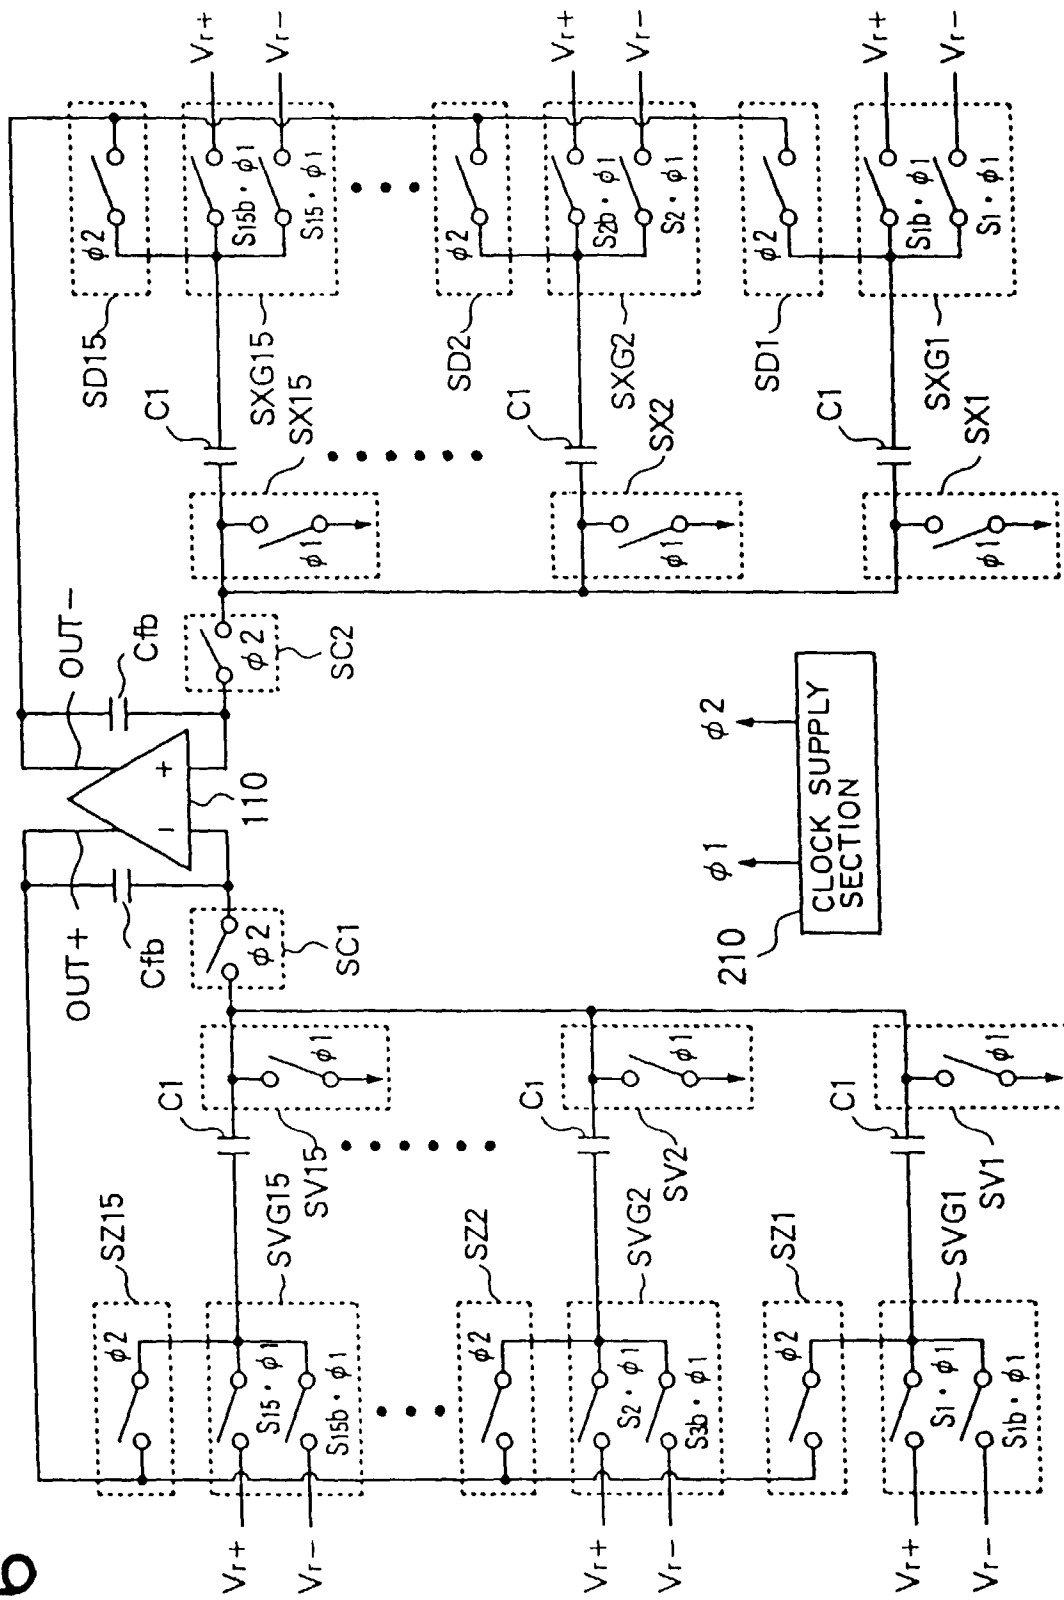 Vr+
Vr−
Vr+
Vr−
Vr+
Vr−
φ2
S15b・φ1
S15・φ1
φ2
S2b・φ1
S2・φ1
φ2
S1b・φ1
S1・φ1
SD15
SXG15
SX15
SD2
SXG2
SX2
SD1
SXG1
SX1
C1
C1
C1
φ1
φ1
φ1
OUT−
Cfb
φ2
SC2
+
−
110
OUT+
Cfb
φ2
SC1
φ1
φ2
210
CLOCK SUPPLY
SECTION
φ1
φ1
φ1
C1
C1
C1
SZ15
SVG15
SV15
SZ2
SVG2
SV2
SZ1
SVG1
SV1
φ2
S15・φ1
S15b・φ1
φ2
S2・φ1
S3b・φ1
φ2
S1・φ1
S1b・φ1
Vr+
Vr−
Vr+
Vr−
Vr+
Vr−